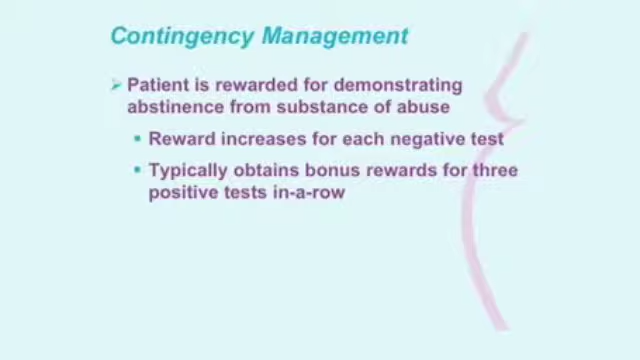 Contingency Management
➢ Patient is rewarded for demonstrating
abstinence from substance of abuse
▪ Reward increases for each negative test
▪ Typically obtains bonus rewards for three
positive tests in-a-row